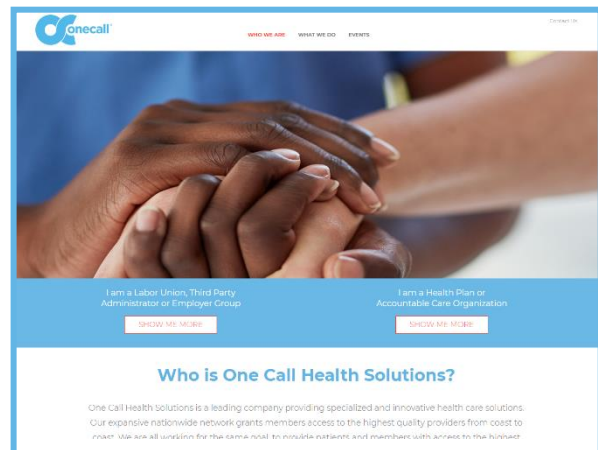 onecall
Contact Us
WHO WE ARE WHAT WE DO EVENTS
I am a Labor Union, Third Party
Administrator or Employer Group
SHOW ME MORE
I am a Health Plan or
Accountable Care Organization
SHOW ME MORE
Who is One Call Health Solutions?
One Call Health Solutions is a leading company providing specialized and innovative health care solutions.
Our expansive nationwide network grants members access to the highest quality providers from coast to
coast. We are all working for the same goal, to provide patients and members with access to the highest